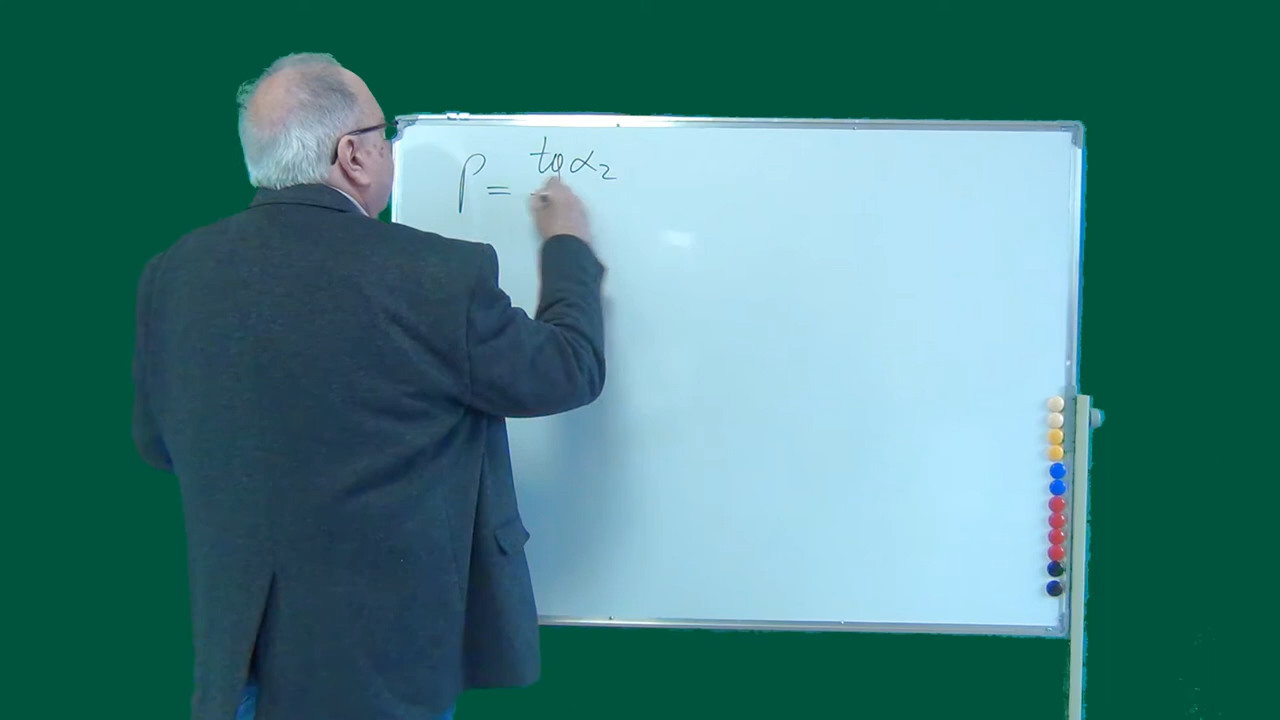 ρ = tgα₂